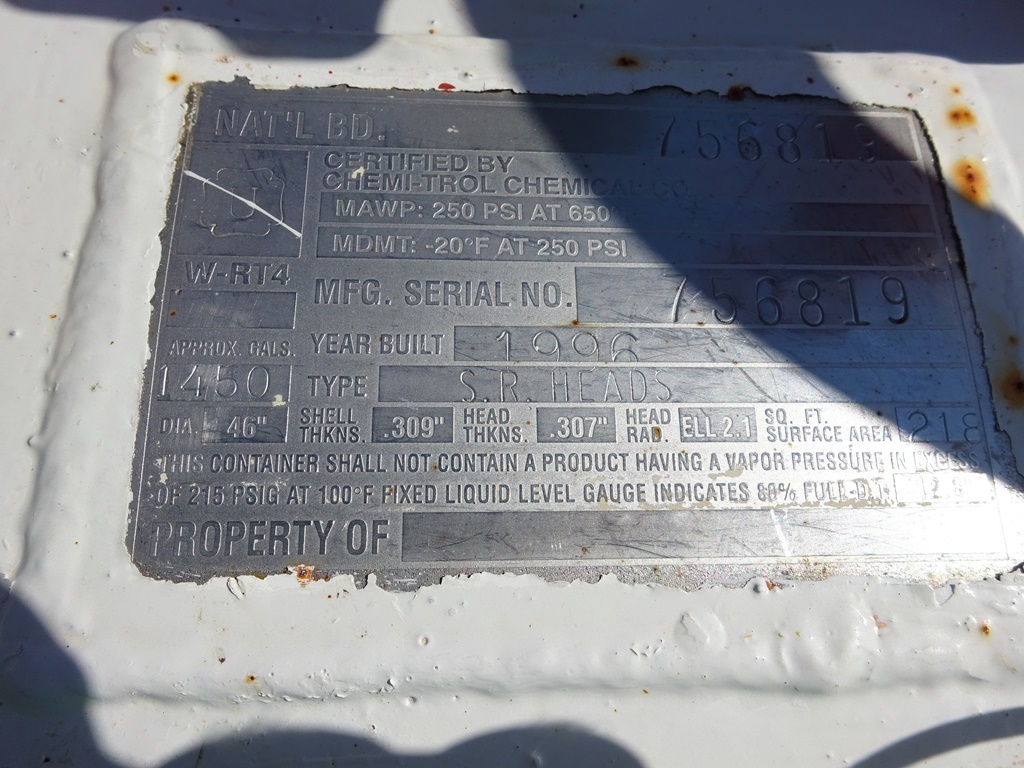 NAT'L BD. 756819
U
CERTIFIED BY
CHEMI-TROL CHEMICAL CO.
MAWP: 250 PSI AT 650
MDMT: -20°F AT 250 PSI
W-RT4
MFG. SERIAL NO. 756819
YEAR BUILT 1996
APPROX. GALS.
1450
TYPE S.R. HEADS
DIA. 46" SHELL THKNS. .309" HEAD THKNS. .307" HEAD RAD. ELL 2.1 SQ. FT. SURFACE AREA 218
THIS CONTAINER SHALL NOT CONTAIN A PRODUCT HAVING A VAPOR PRESSURE IN EXCESS
OF 215 PSIG AT 100°F FIXED LIQUID LEVEL GAUGE INDICATES 80% FULL-D.T.
PROPERTY OF